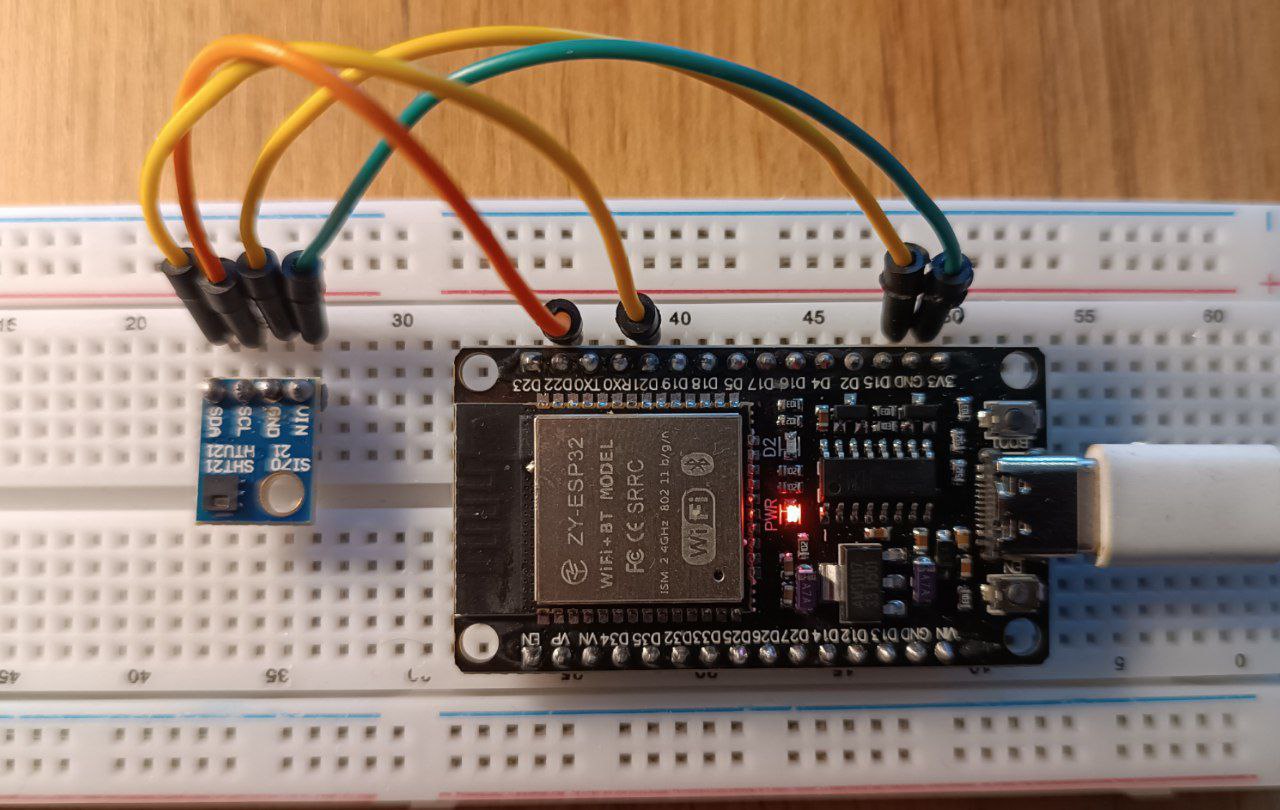 20
30
40
45
50
55
60
D23 D22 TX0 RX0 D21 D19 D18 D5 D17 D16 D4 D2 D15 GND 3V3
SDA SCL GND VIN
SHT21 HTU21 SI70 21
ZY-ESP32
WiFi+BT MODEL
FC CE SRRC
ISM 2.4GHz 802.11 b/g/n
WiFi
D2
PWR
EN VP VN D34 D35 D32 D33 D25 D26 D27 D14 D12 D13 GND VIN
45
40
35
5
0